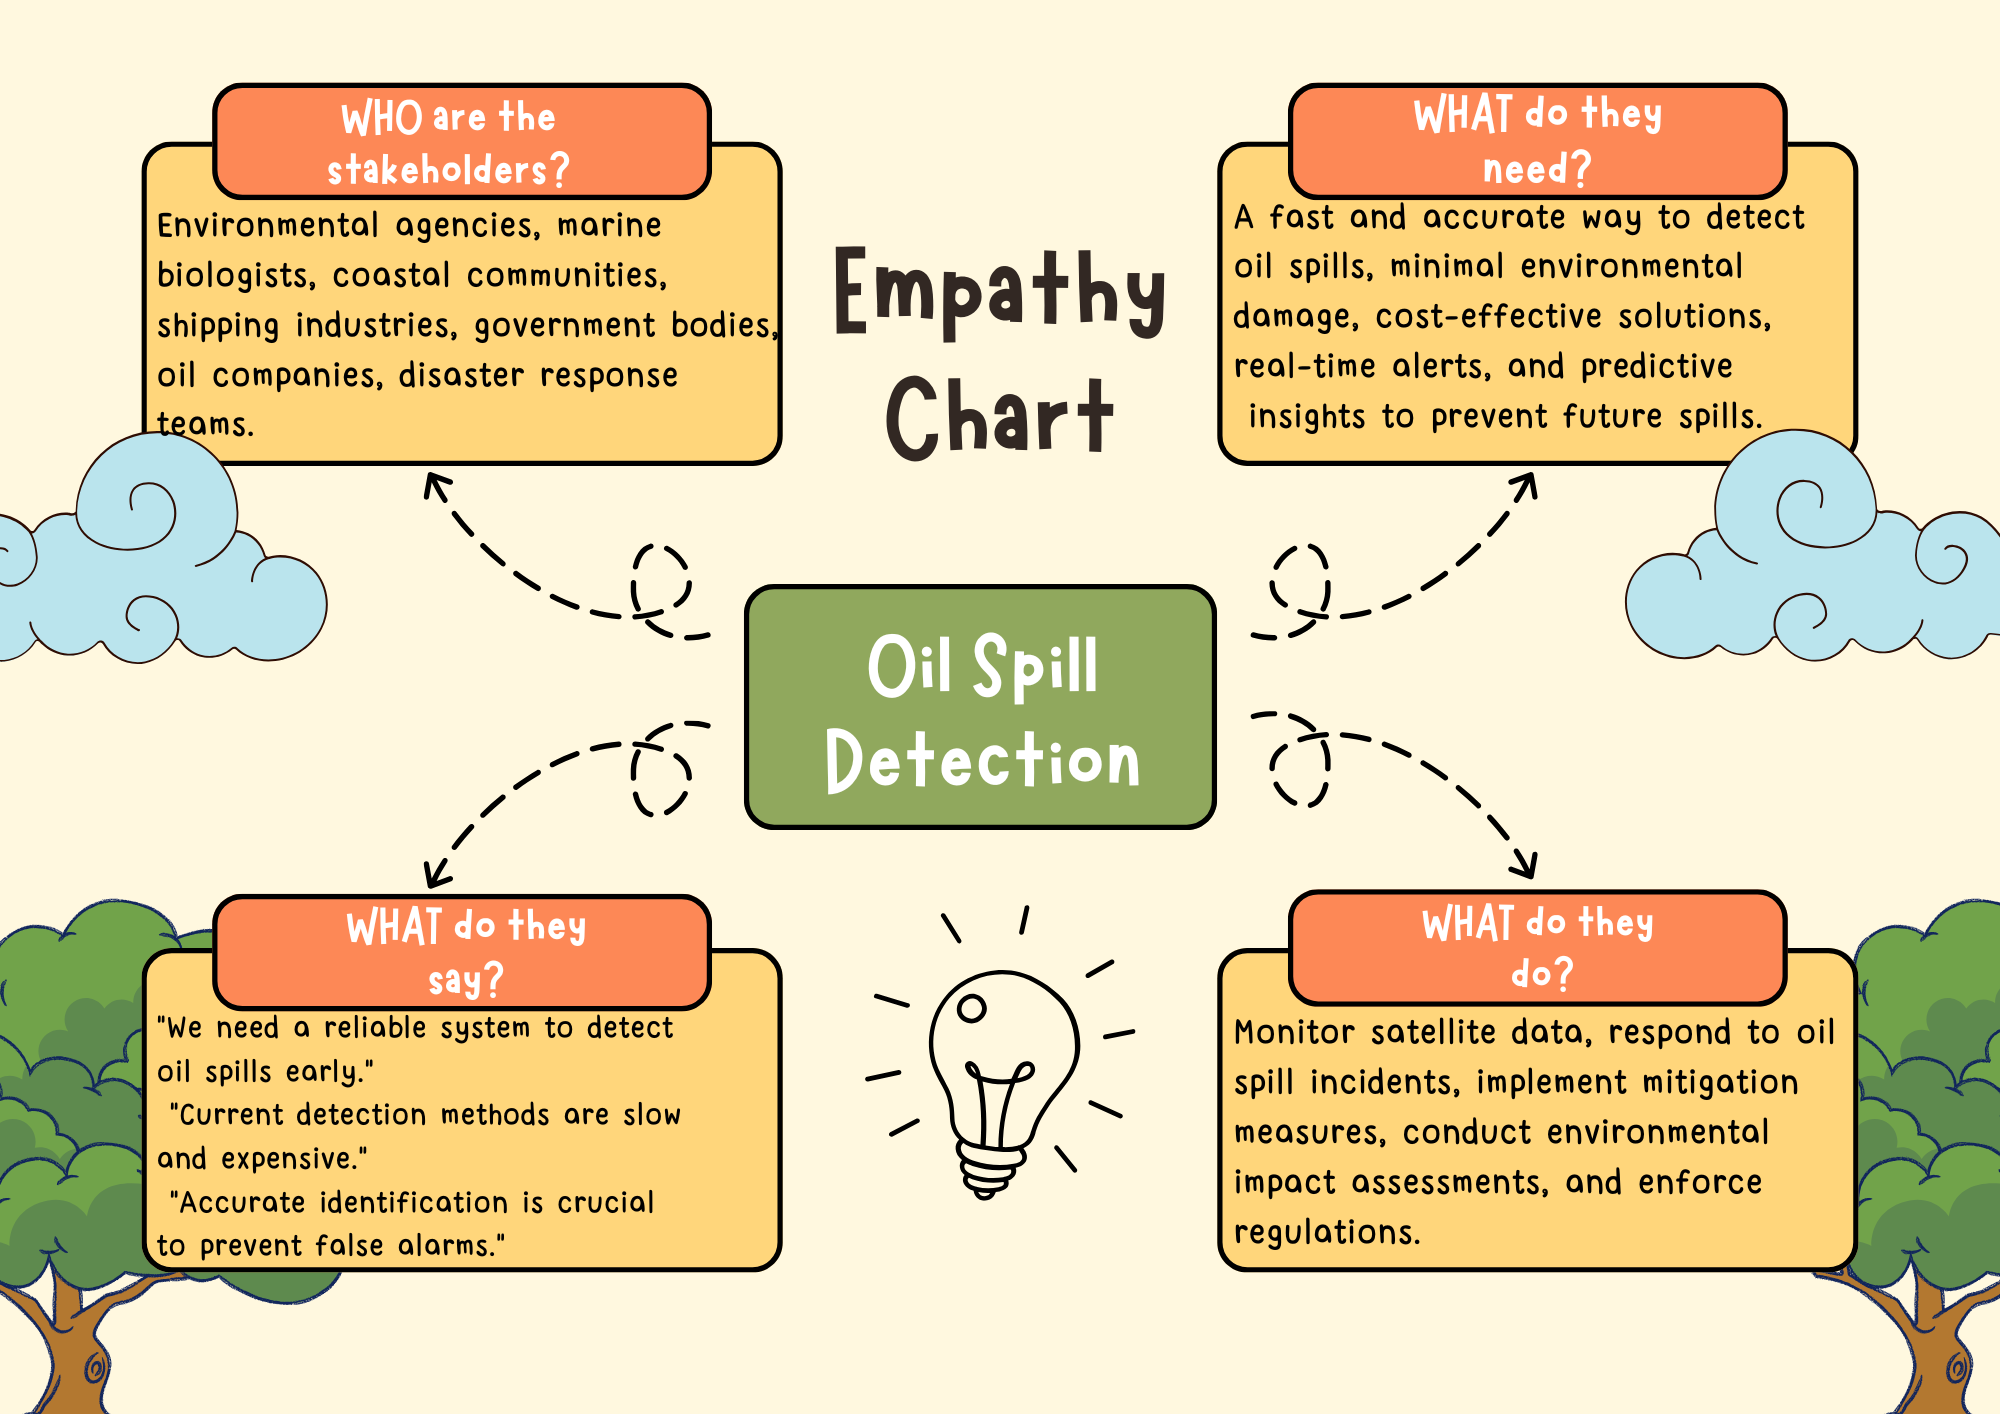 WHO are the
stakeholders?
Environmental agencies, marine
biologists, coastal communities,
shipping industries, government bodies,
oil companies, disaster response
teams.
Empathy
Chart
WHAT do they
need?
A fast and accurate way to detect
oil spills, minimal environmental
damage, cost-effective solutions,
real-time alerts, and predictive
insights to prevent future spills.
Oil Spill
Detection
WHAT do they
say?
"We need a reliable system to detect
oil spills early."
"Current detection methods are slow
and expensive."
"Accurate identification is crucial
to prevent false alarms."
WHAT do they
do?
Monitor satellite data, respond to oil
spill incidents, implement mitigation
measures, conduct environmental
impact assessments, and enforce
regulations.